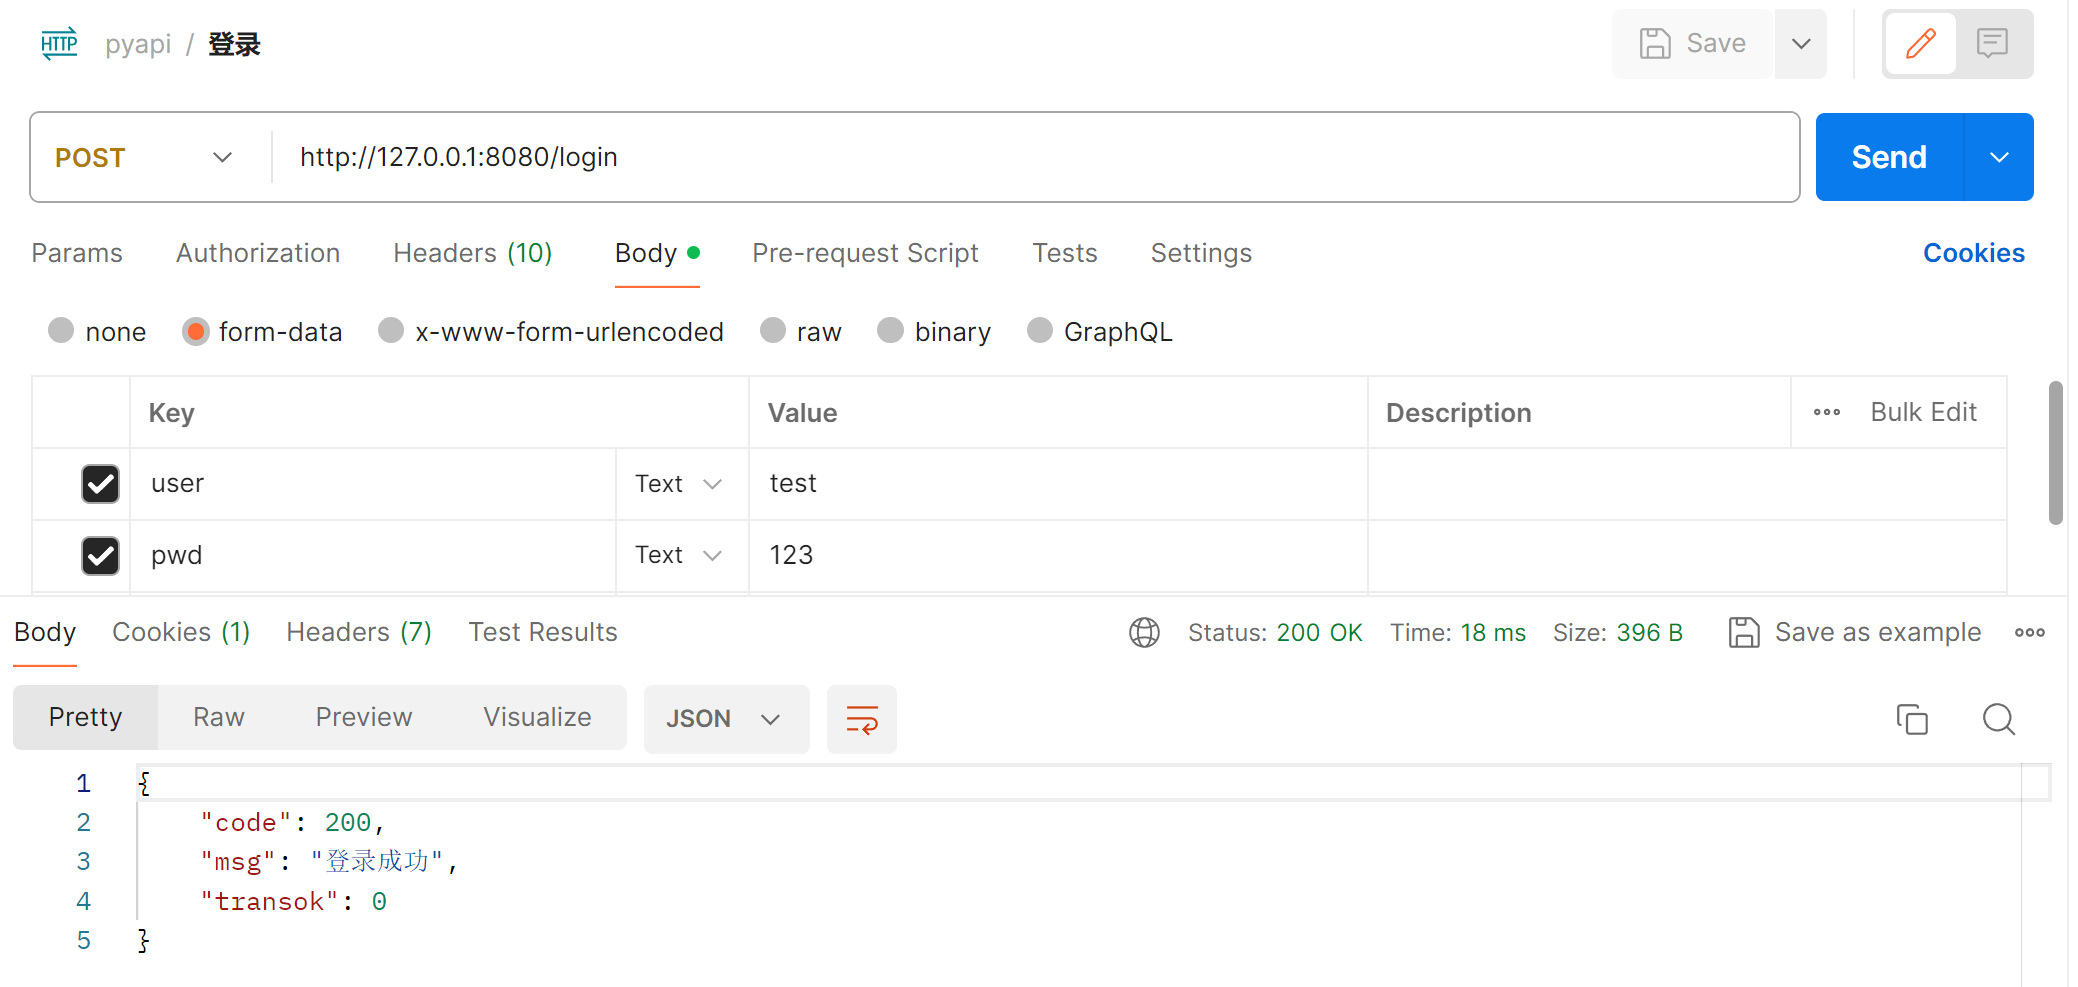 HTTP pyapi / 登录 Save
POST http://127.0.0.1:8080/login Send
Params Authorization Headers (10) Body Pre-request Script Tests Settings Cookies
none form-data x-www-form-urlencoded raw binary GraphQL
Key Value Description Bulk Edit
user Text test
pwd Text 123
Body Cookies (1) Headers (7) Test Results Status: 200 OK Time: 18 ms Size: 396 B Save as example
Pretty Raw Preview Visualize JSON
1 {
2 "code": 200,
3 "msg": "登录成功",
4 "transok": 0
5 }